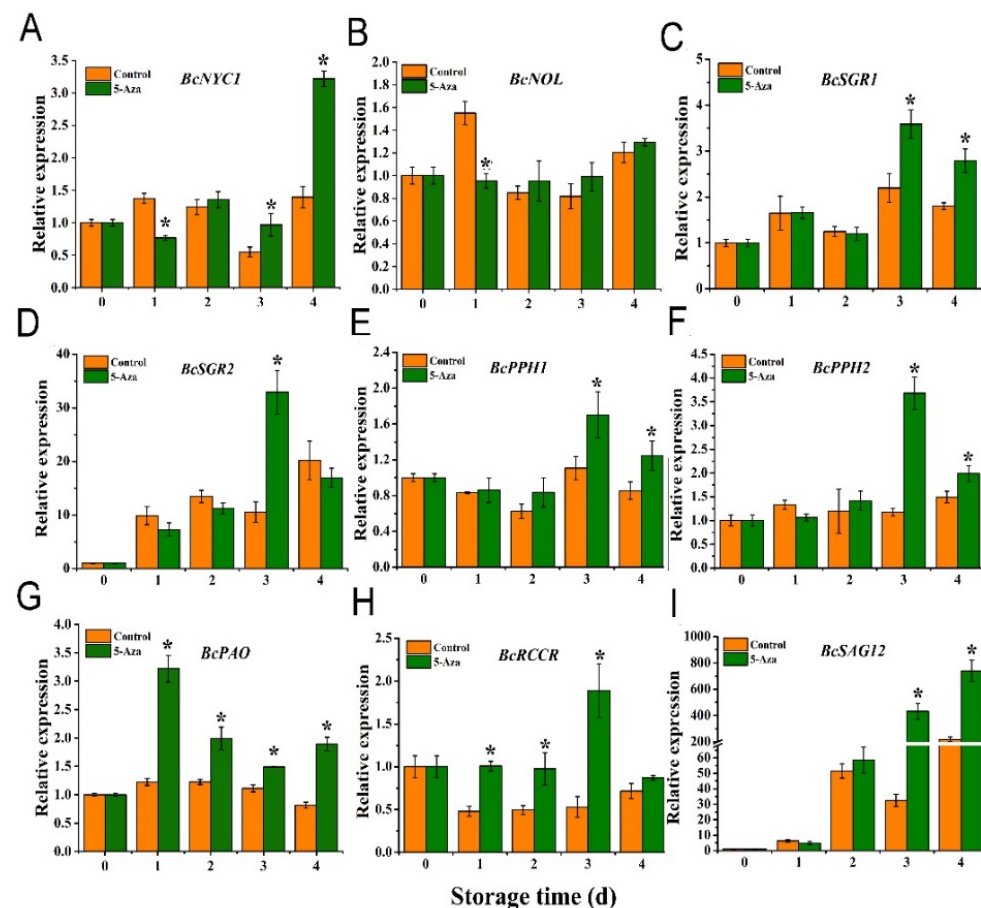 A
BcNYC1
Control
5-Aza
Relative expression
3.5
3.0
2.5
2.0
1.5
1.0
0.5
0.0
*
*
*
0 1 2 3 4
B
BcNOL
Control
5-Aza
Relative expression
2.0
1.8
1.6
1.4
1.2
1.0
0.8
0.6
0.4
0.2
0.0
*
0 1 2 3 4
C
BcSGR1
Control
5-Aza
Relative expression
5
4
3
2
1
0
*
*
0 1 2 3 4
D
BcSGR2
Control
5-Aza
Relative expression
40
30
20
10
0
*
0 1 2 3 4
E
BcPPH1
Control
5-Aza
Relative expression
2.4
2.0
1.6
1.2
0.8
0.4
0.0
*
*
0 1 2 3 4
F
BcPPH2
Control
5-Aza
Relative expression
4.5
4.0
3.5
3.0
2.5
2.0
1.5
1.0
0.5
0.0
*
*
0 1 2 3 4
G
BcPAO
Control
5-Aza
Relative expression
4.0
3.5
3.0
2.5
2.0
1.5
1.0
0.5
0.0
*
*
*
*
0 1 2 3 4
H
BcRCCR
Control
5-Aza
Relative expression
2.5
2.0
1.5
1.0
0.5
0.0
*
*
*
0 1 2 3 4
I
BcSAG12
Control
5-Aza
Relative expression
1000
800
600
400
200
50
40
30
20
10
0
*
*
0 1 2 3 4
Storage time (d)